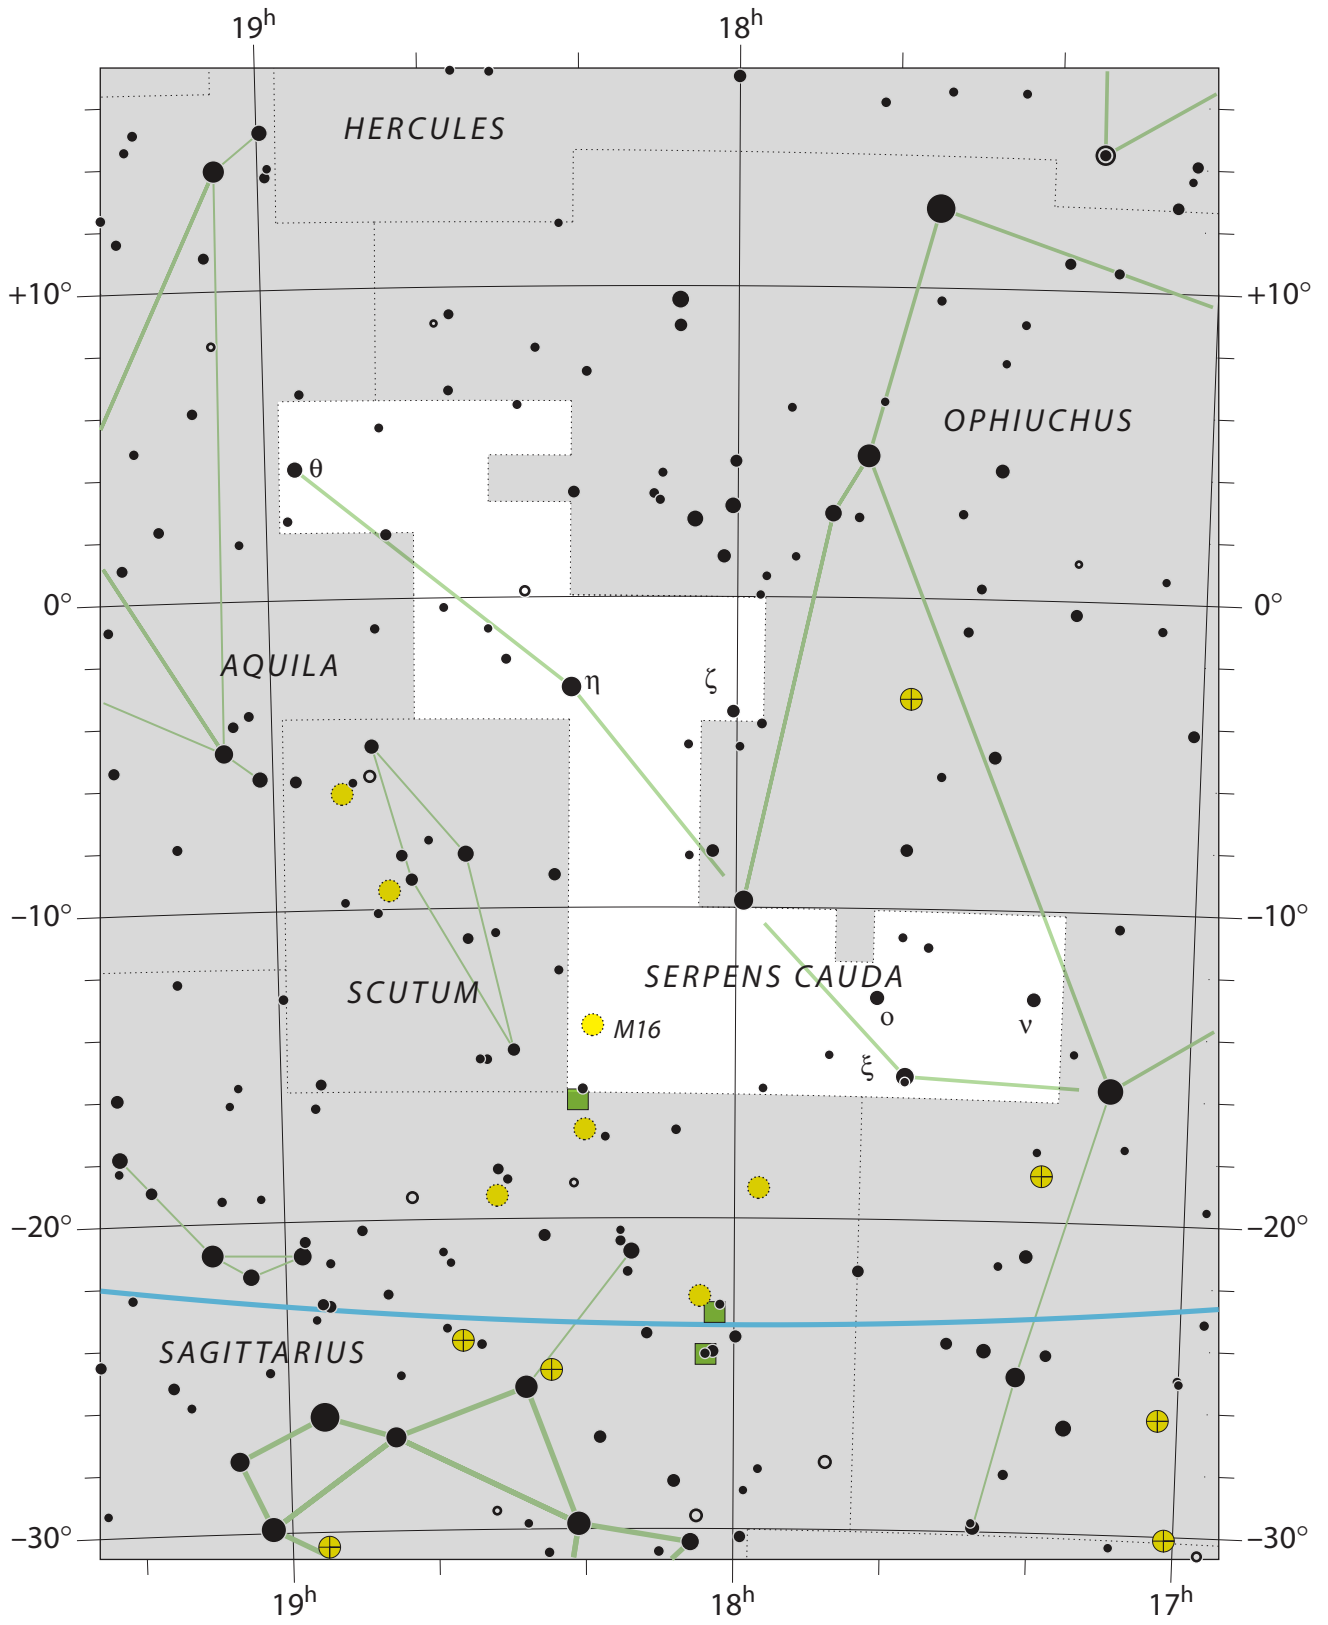 19h 18h
HERCULES
+10° +10°
OPHIUCHUS
θ
0° 0°
AQUILA
η ζ
−10° −10°
SERPENS CAUDA
SCUTUM
ο ν
M16
ξ
−20° −20°
SAGITTARIUS
−30° −30°
19h 18h 17h